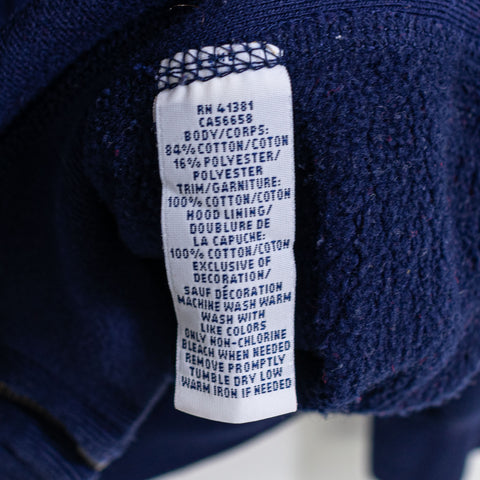 RN 41381
CA56658
BODY/CORPS:
84% COTTON/COTON
16% POLYESTER/
POLYESTER
TRIM/GARNITURE:
100% COTTON/COTON
HOOD LINING/
DOUBLURE DE
LA CAPUCHE:
100% COTTON/COTON
EXCLUSIVE OF
DECORATION/
SAUF DÉCORATION
MACHINE WASH WARM
WASH WITH
LIKE COLORS
ONLY NON-CHLORINE
BLEACH WHEN NEEDED
REMOVE PROMPTLY
TUMBLE DRY LOW
WARM IRON IF NEEDED